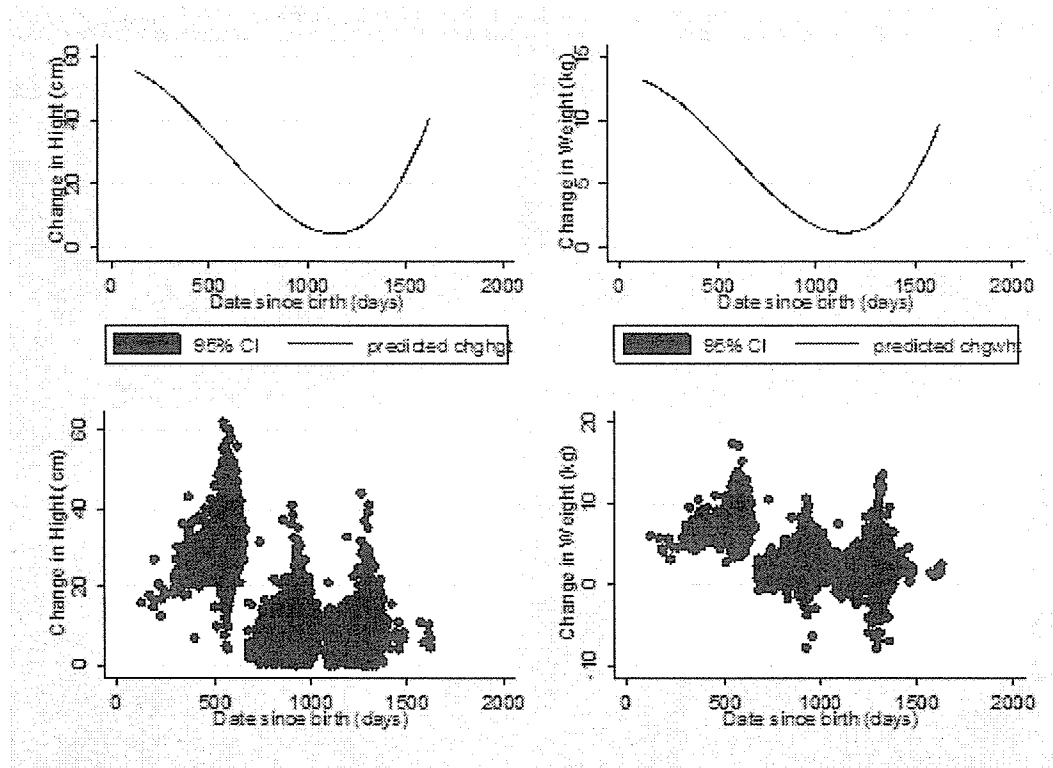 Change in Hight (cm)
0 20 40 60
0 500 1000 1500 2000
Date since birth (days)
95% CI predicted chghgt
Change in Weight (kg)
0 5 10 15
0 500 1000 1500 2000
Date since birth (days)
95% CI predicted chgwht
Change in Hight (cm)
0 20 40 60
0 500 1000 1500 2000
Date since birth (days)
Change in Weight (kg)
-10 0 10 20
0 500 1000 1500 2000
Date since birth (days)